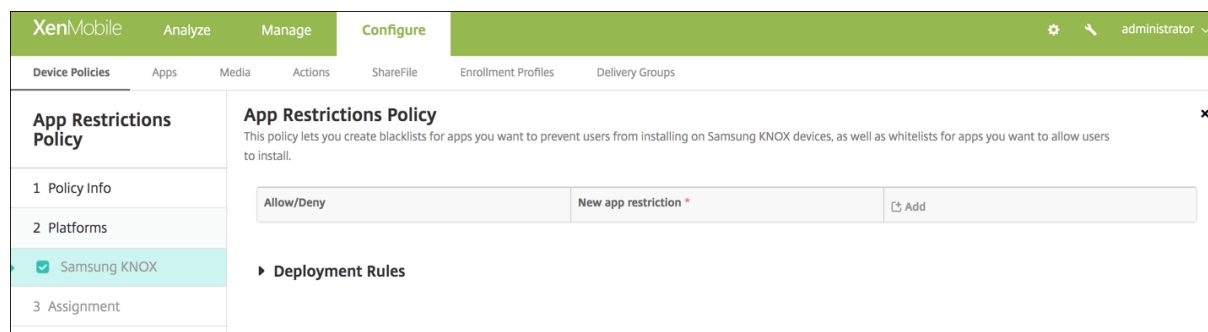 XenMobile Analyze Manage Configure administrator
Device Policies Apps Media Actions ShareFile Enrollment Profiles Delivery Groups
App Restrictions
Policy
1 Policy Info
2 Platforms
Samsung KNOX
3 Assignment
App Restrictions Policy
This policy lets you create blacklists for apps you want to prevent users from installing on Samsung KNOX devices, as well as whitelists for apps you want to allow users
to install.
Allow/Deny New app restriction * Add
Deployment Rules